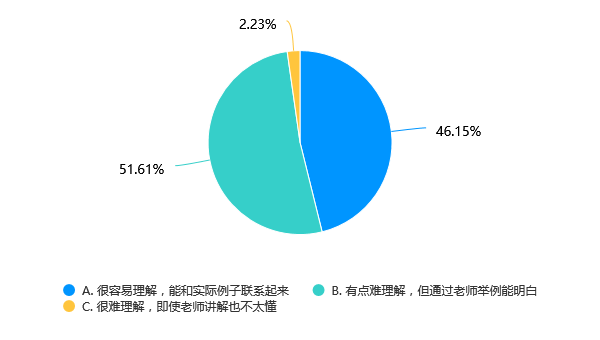 2.23%
46.15%
51.61%
A. 很容易理解，能和实际例子联系起来
B. 有点难理解，但通过老师举例能明白
C. 很难理解，即使老师讲解也不太懂